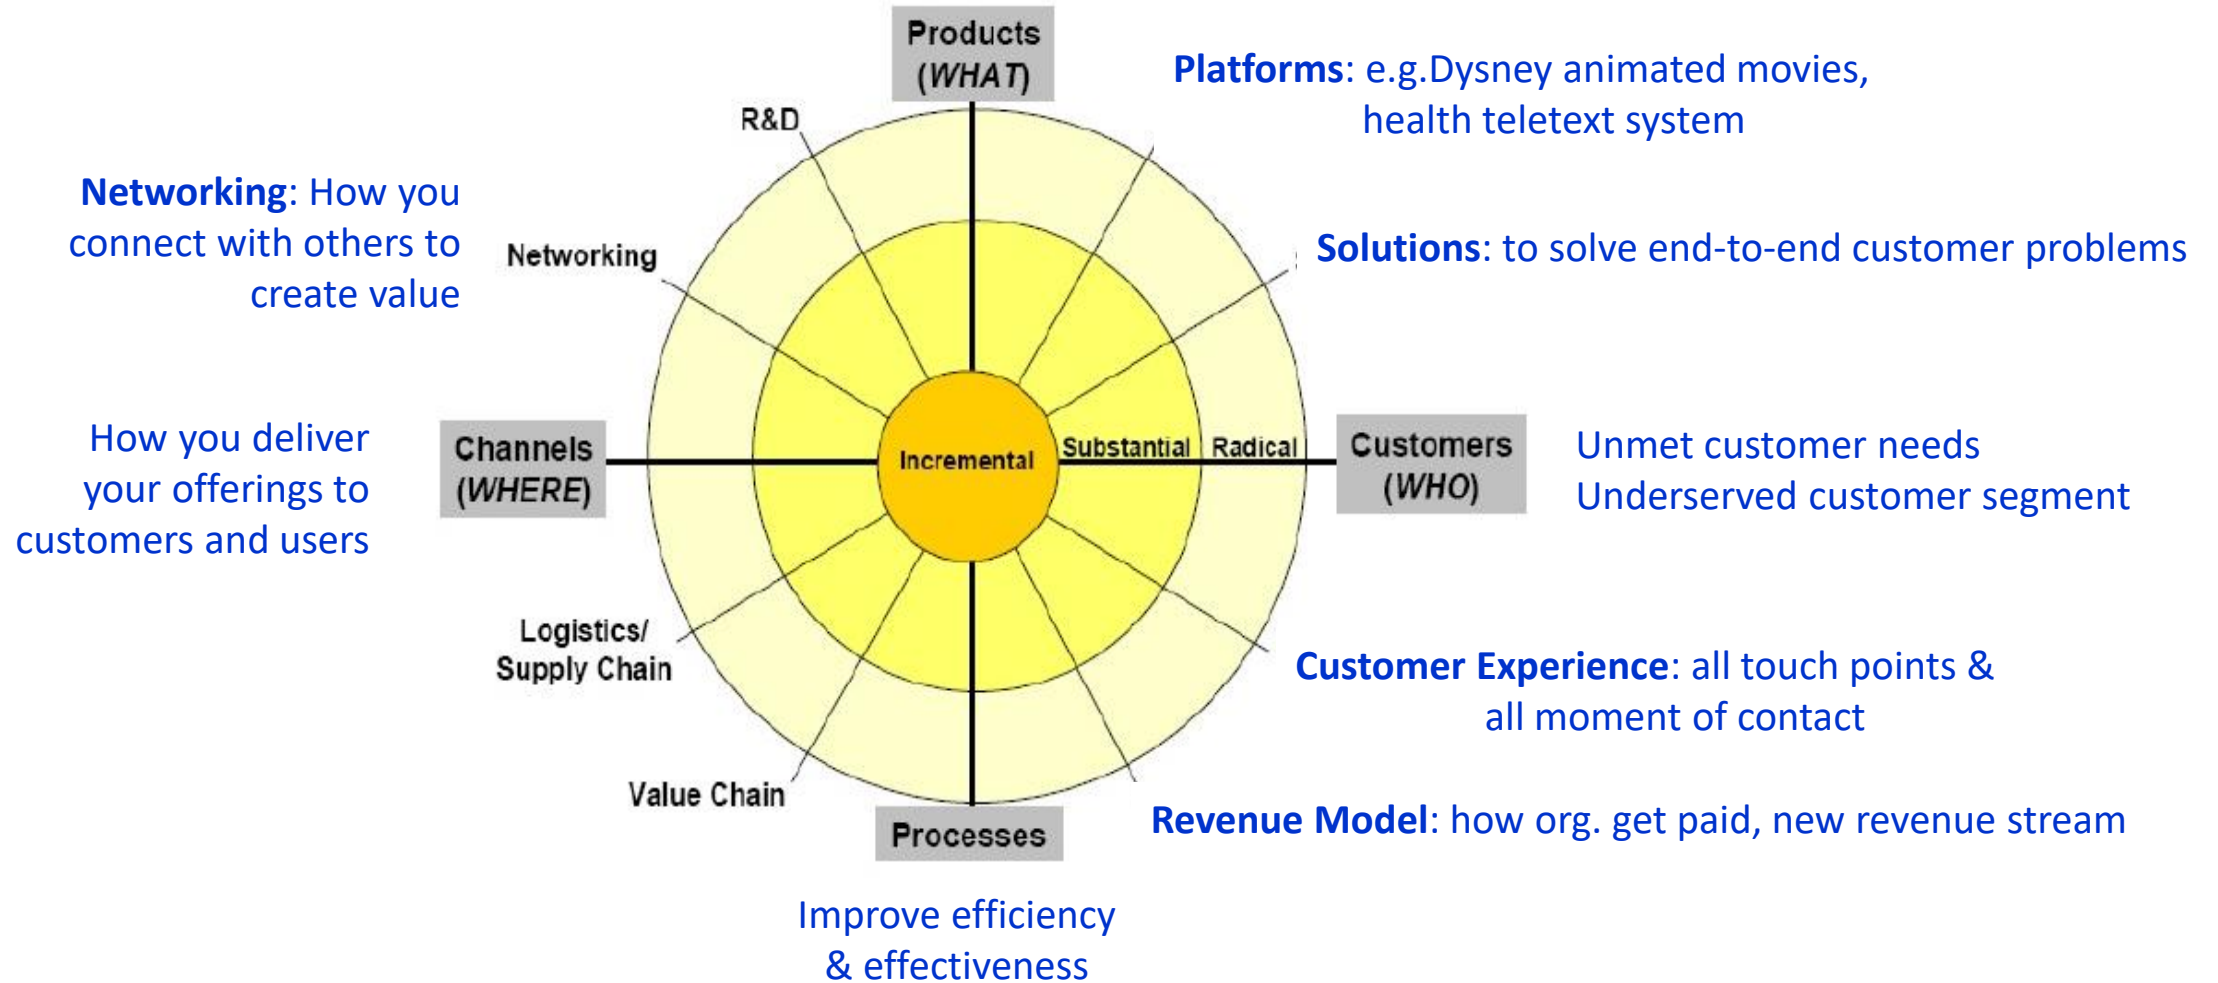 Products
(WHAT)
Platforms: e.g.Dysney animated movies,
health teletext system
R&D
Networking: How you
connect with others to
create value
Networking
Solutions: to solve end-to-end customer problems
How you deliver
your offerings to
customers and users
Channels
(WHERE)
Incremental
Substantial
Radical
Customers
(WHO)
Unmet customer needs
Underserved customer segment
Logistics/
Supply Chain
Customer Experience: all touch points &
all moment of contact
Value Chain
Processes
Revenue Model: how org. get paid, new revenue stream
Improve efficiency
& effectiveness